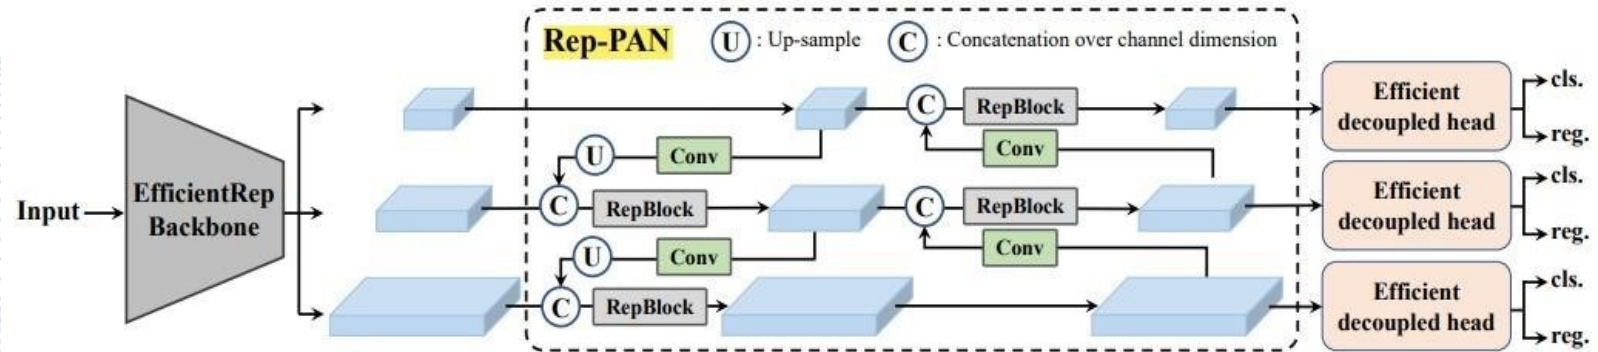 Rep-PAN
U : Up-sample
C : Concatenation over channel dimension
Input
EfficientRep
Backbone
C
RepBlock
U
Conv
Conv
C
RepBlock
C
RepBlock
U
Conv
Conv
C
RepBlock
Efficient
decoupled head
cls.
reg.
Efficient
decoupled head
cls.
reg.
Efficient
decoupled head
cls.
reg.